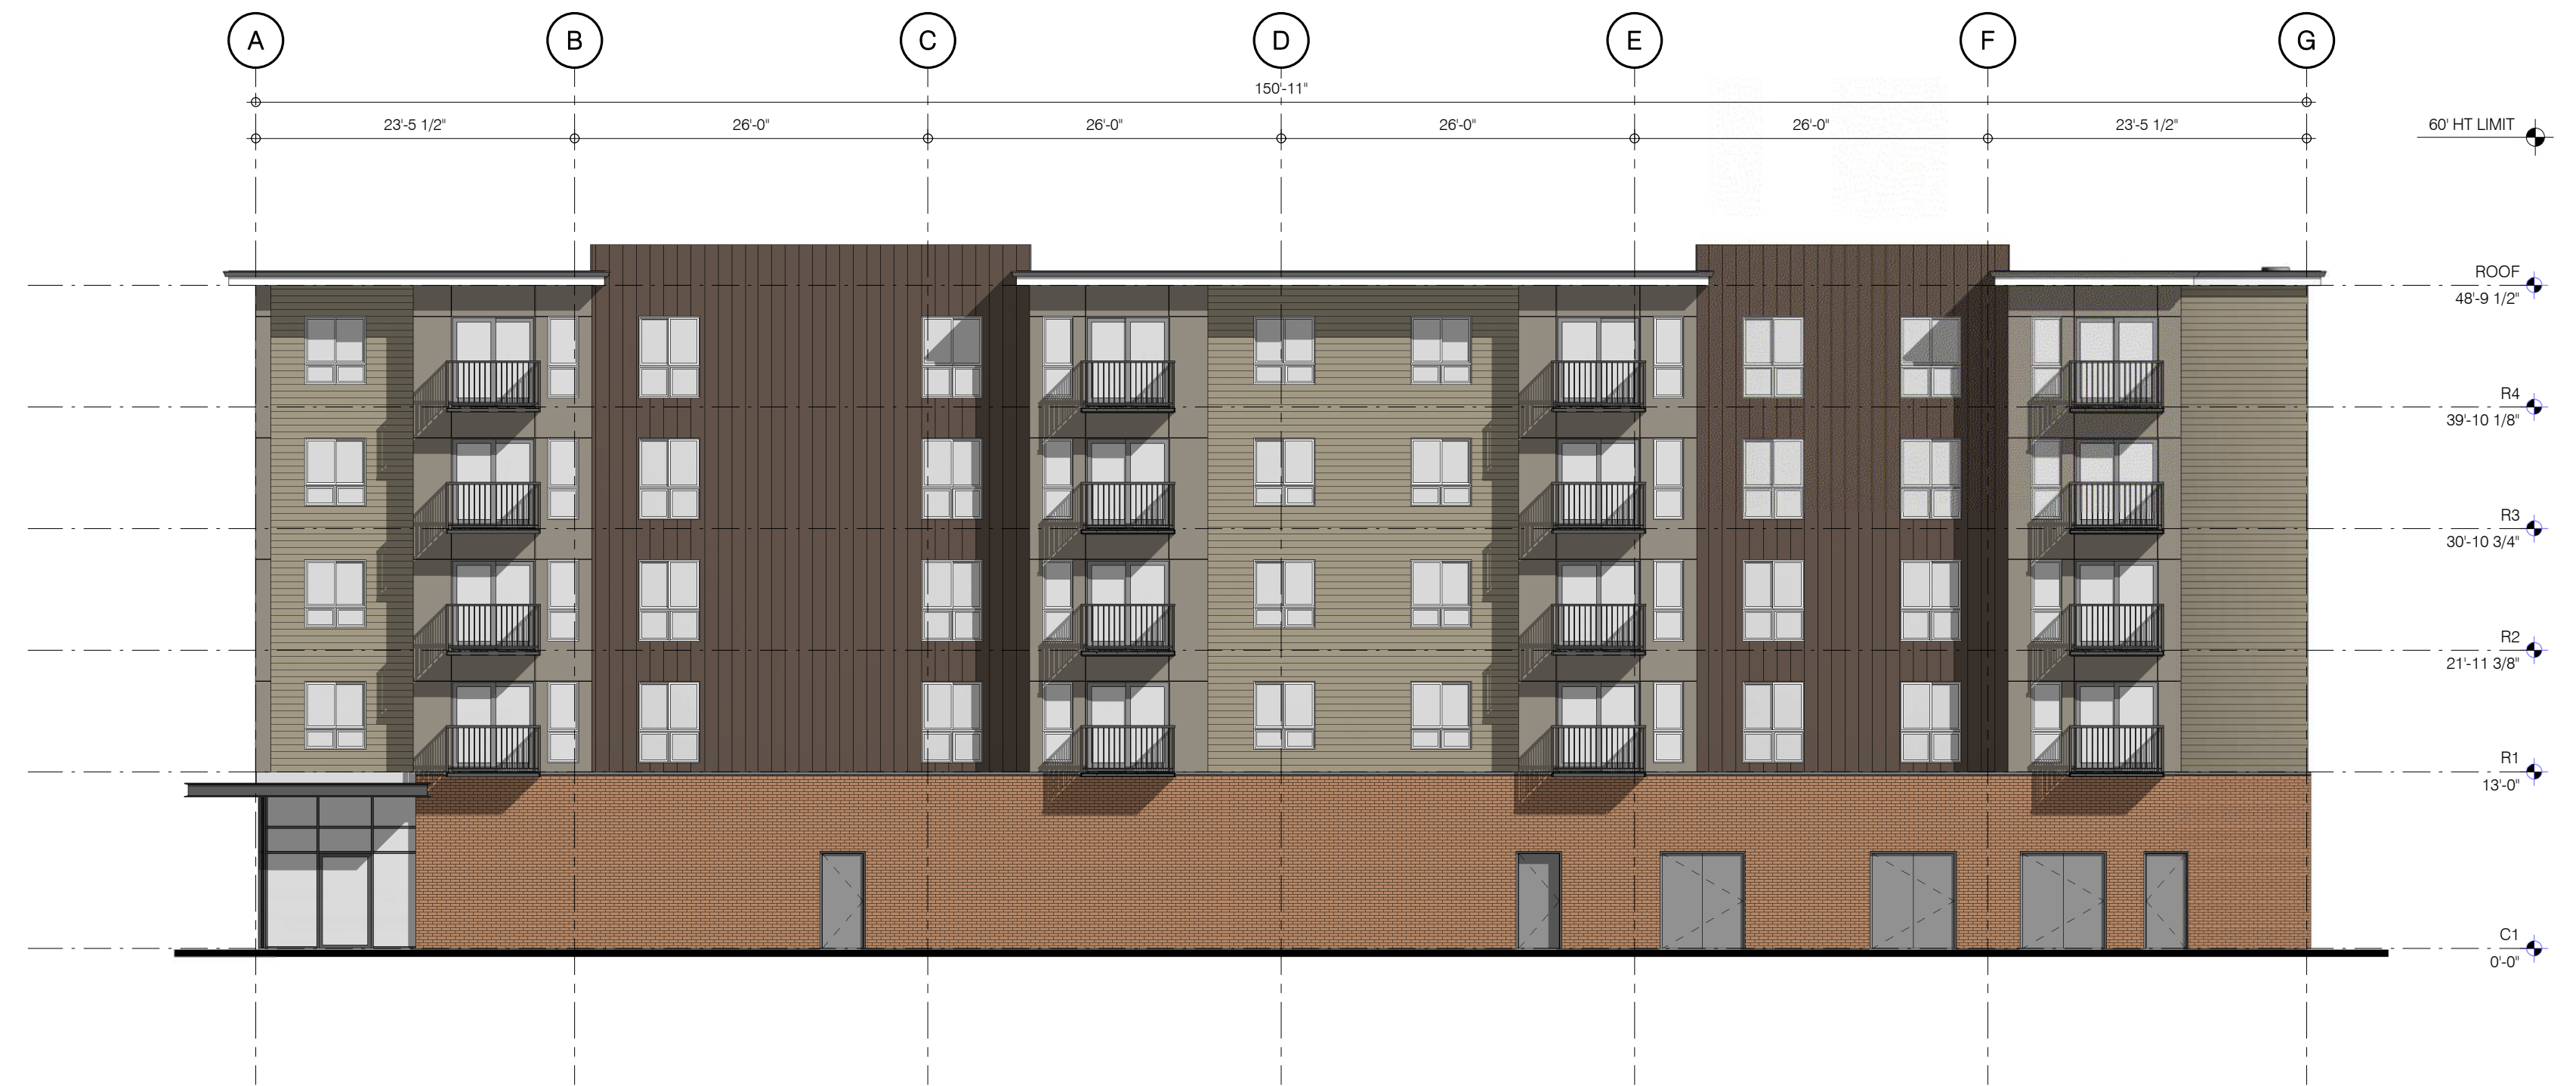 A B C D E F G
150'-11"
23'-5 1/2" 26'-0" 26'-0" 26'-0" 26'-0" 23'-5 1/2"
60' HT LIMIT
ROOF
48'-9 1/2"
R4
39'-10 1/8"
R3
30'-10 3/4"
R2
21'-11 3/8"
R1
13'-0"
C1
0'-0"